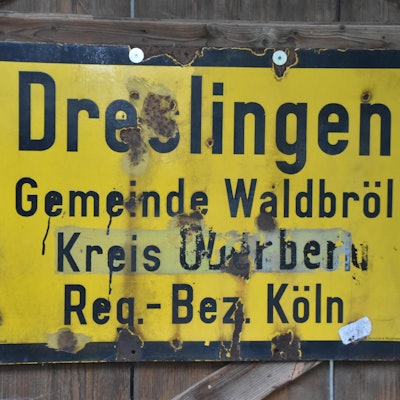 Dreslingen
Gemeinde Waldbröl
Kreis Oberberg
Reg.-Bez. Köln